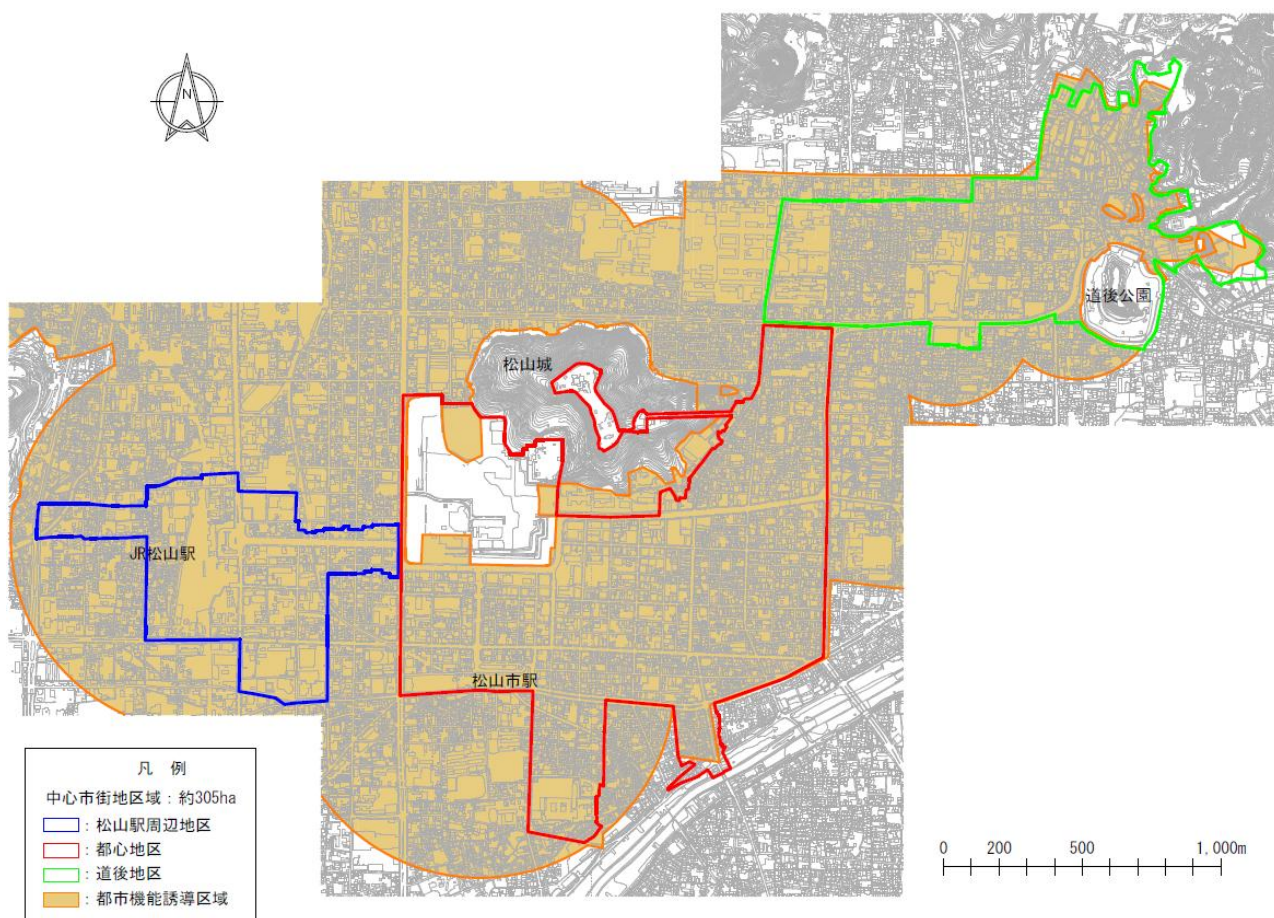 N
道後公園
松山城
JR松山駅
松山市駅
凡 例
中心市街地区域：約305ha
：松山駅周辺地区
：都心地区
：道後地区
：都市機能誘導区域
0 200 500 1,000m